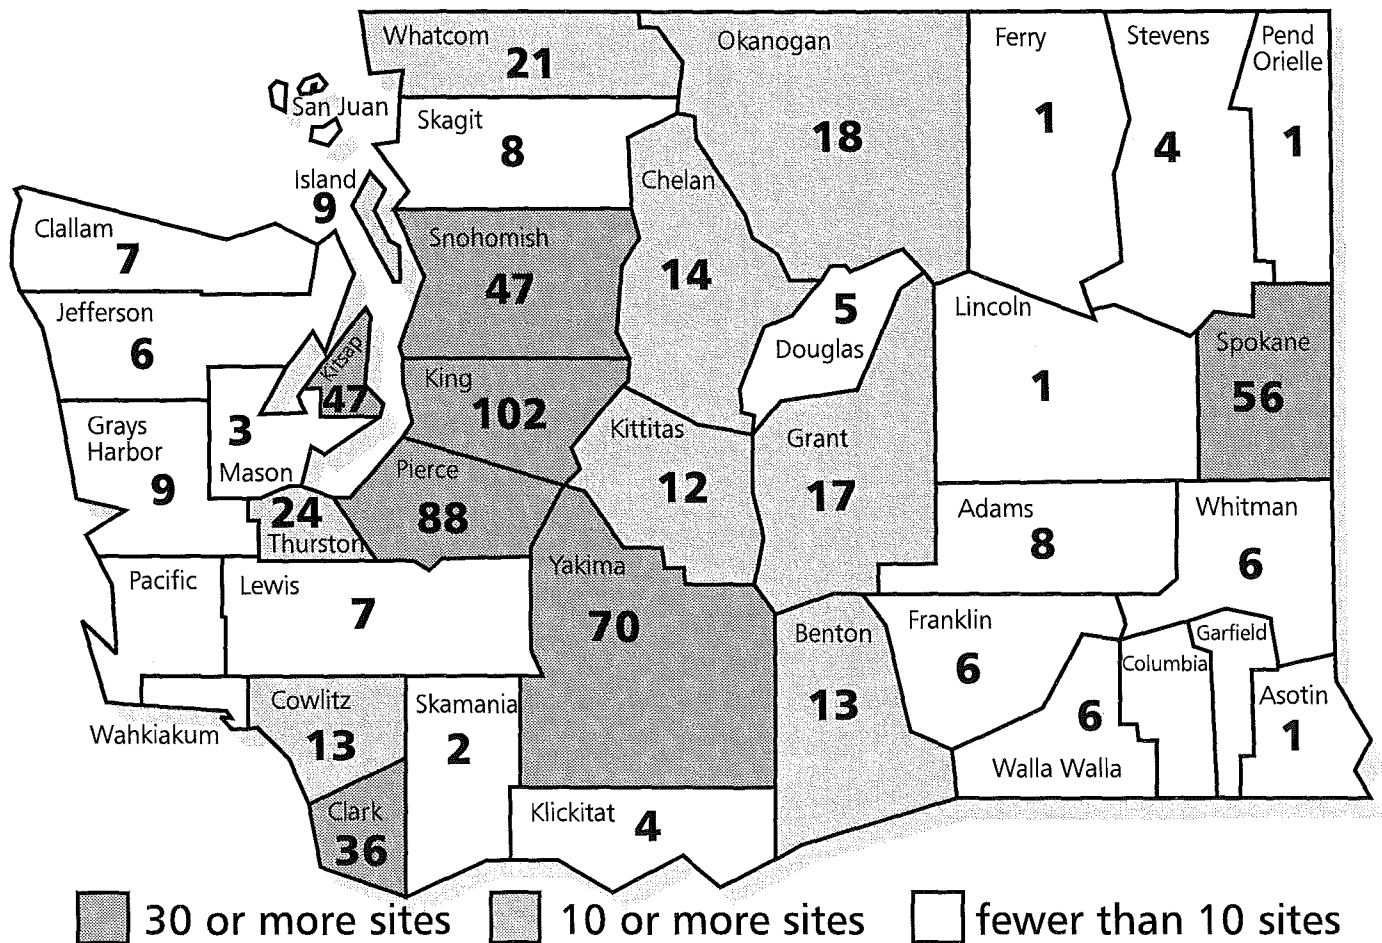 Whatcom
21
Okanogan
18
Ferry
1
Stevens
4
Pend
Orielle
1
San Juan
Skagit
8
Island
9
Chelan
14
Clallam
7
Snohomish
47
Jefferson
6
5
Douglas
Lincoln
1
Spokane
56
Kitsap
47
King
102
Kittitas
12
Grant
17
Grays
Harbor
9
3
Mason
Pierce
88
24
Thurston
Adams
8
Whitman
6
Pacific
Lewis
7
Yakima
70
Benton
13
Franklin
6
Garfield
Columbia
Asotin
1
6
Walla Walla
Wahkiakum
Cowlitz
13
Skamania
2
Clark
36
Klickitat
4
30 or more sites
10 or more sites
fewer than 10 sites